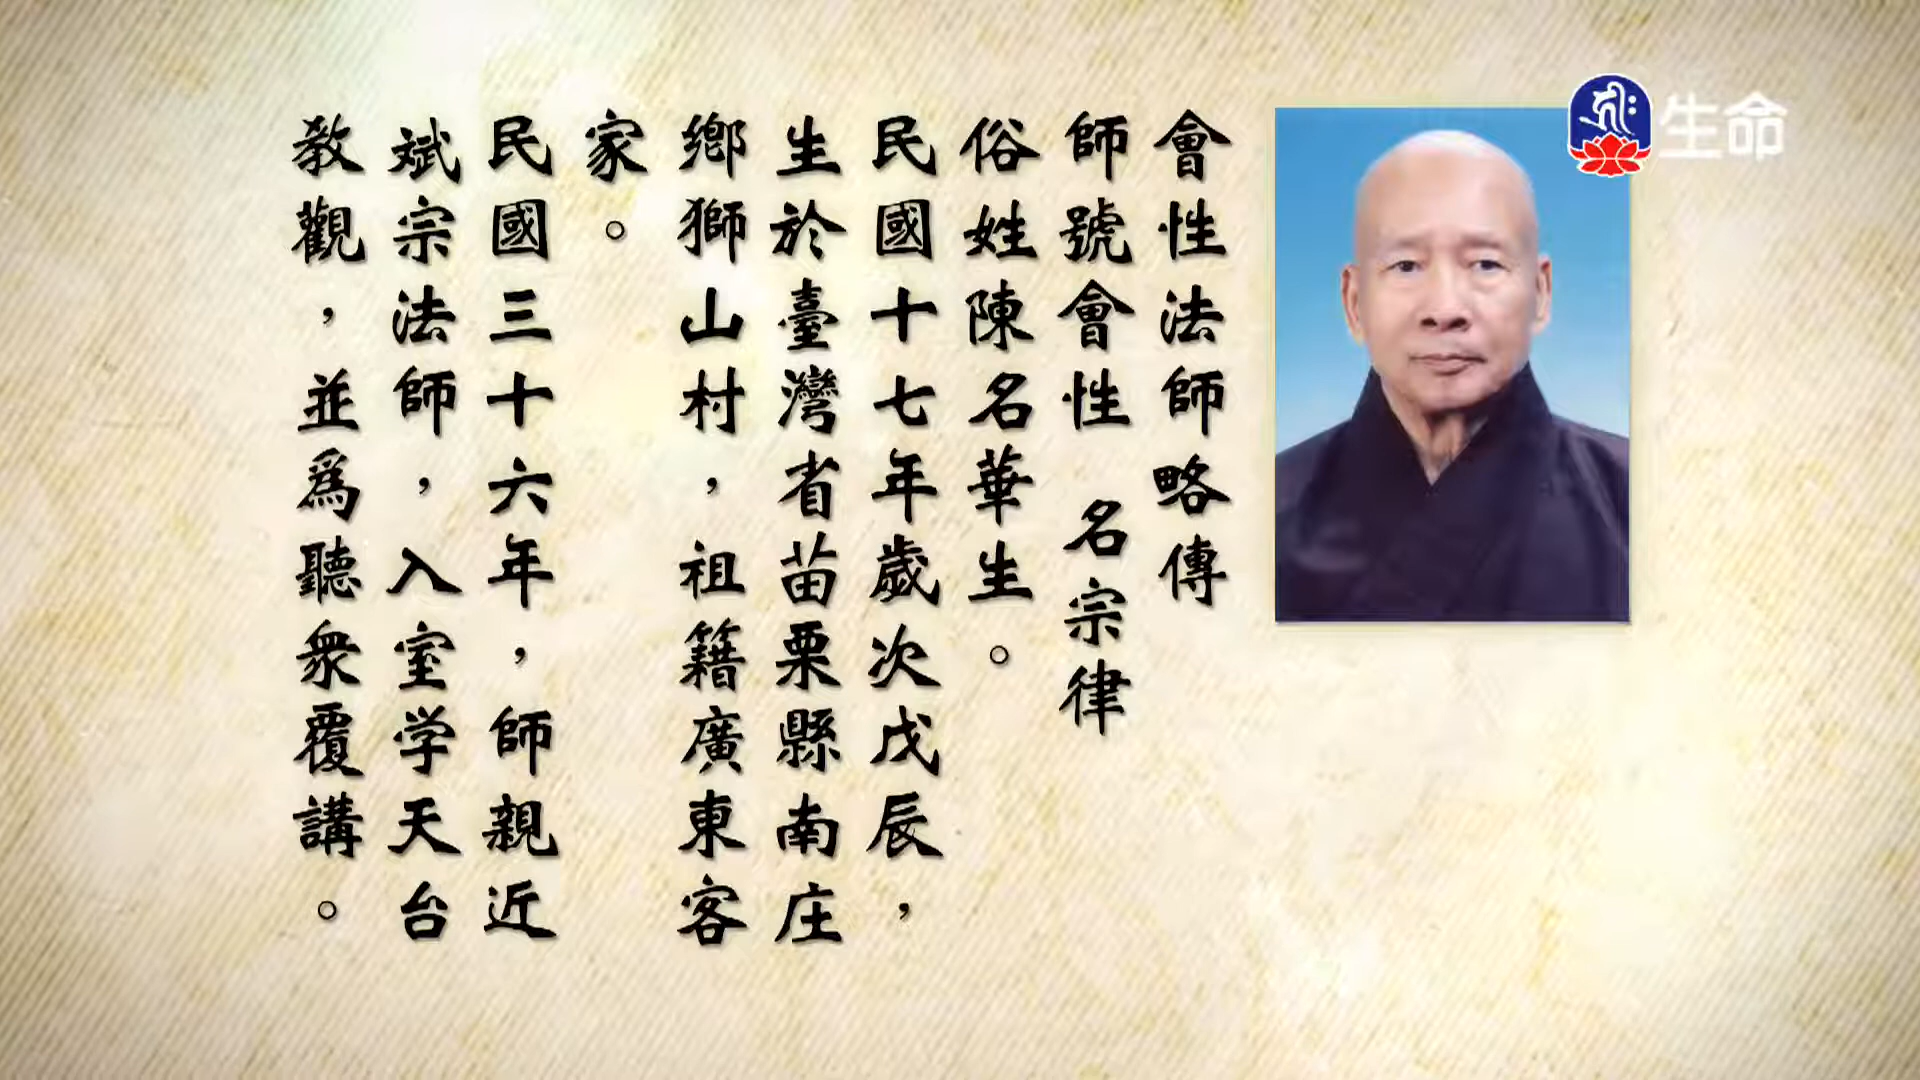 會性法師略傳
師號會性 名宗律
俗姓陳名華生。
民國十七年歲次戊辰，
生於臺灣省苗栗縣南庄
鄉獅山村，祖籍廣東客
家。
民國三十六年，師親近
斌宗法師，入室学天台
教觀，並為聽衆覆講。
生命